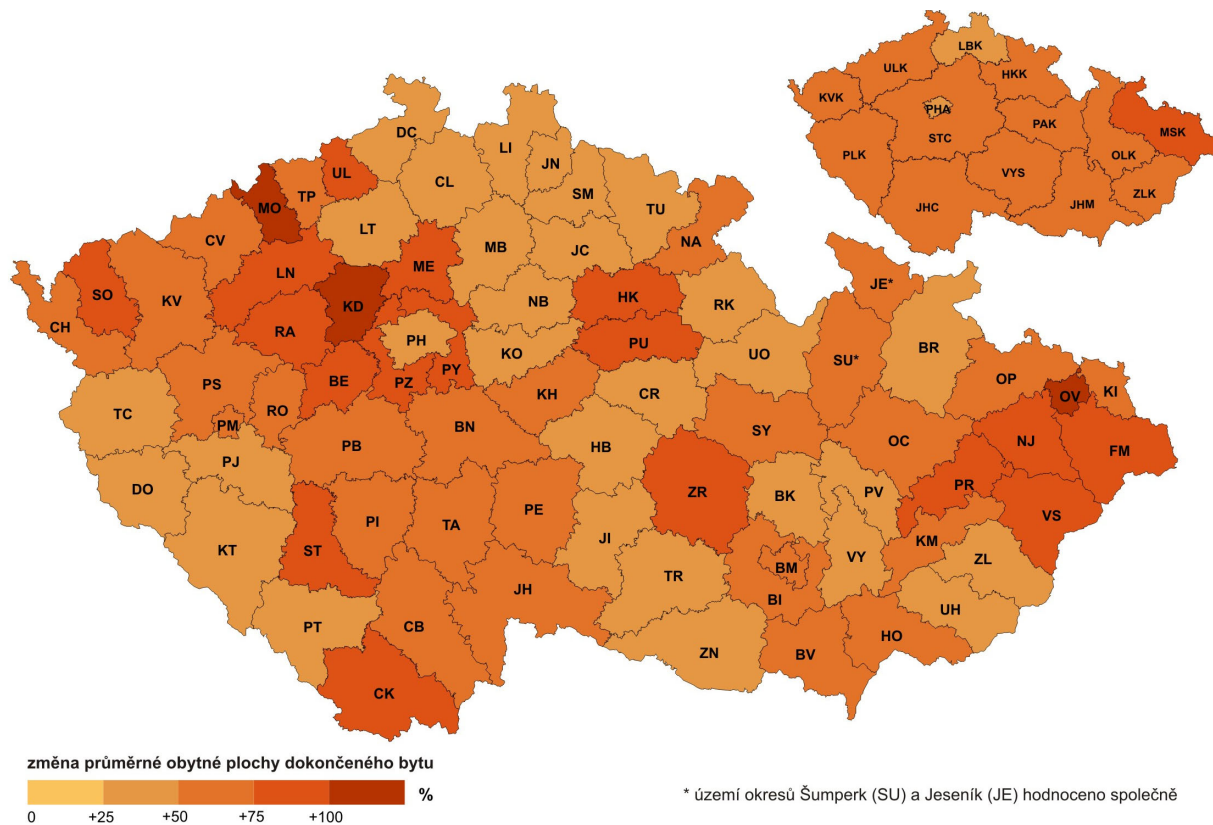 LBK
ULK
HKK
KVK
PHA
PAK
MSK
STC
PLK
OLK
VYS
ZLK
JHC
JHM
DC
LI
JN
UL
CL
TP
SM
MO
TU
LT
CV
MB
JC
NA
LN
ME
SO
KV
NB
HK
RK
KD
JE*
CH
RA
PH
PU
KO
UO
SU*
BR
BE
PZ
PY
OP
PS
KH
CR
OV
KI
TC
RO
PM
BN
SY
OC
NJ
FM
PB
HB
PJ
DO
ZR
BK
PV
PR
VS
PI
TA
PE
KT
ST
JI
VY
KM
ZL
TR
BM
JH
BI
UH
PT
CB
HO
ZN
BV
CK
změna průměrné obytné plochy dokončeného bytu
%
0 +25 +50 +75 +100
* území okresů Šumperk (SU) a Jeseník (JE) hodnoceno společně